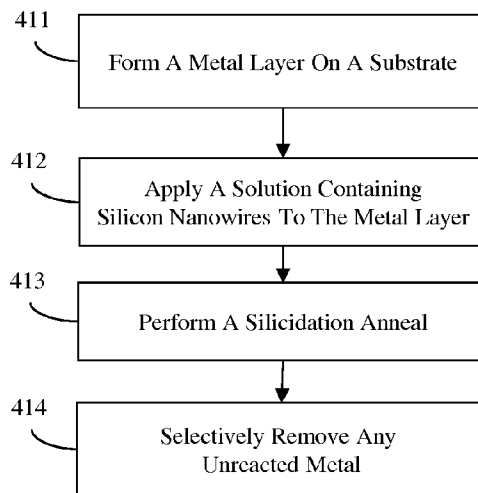 411
Form A Metal Layer On A Substrate
412
Apply A Solution Containing
Silicon Nanowires To The Metal Layer
413
Perform A Silicidation Anneal
414
Selectively Remove Any
Unreacted Metal